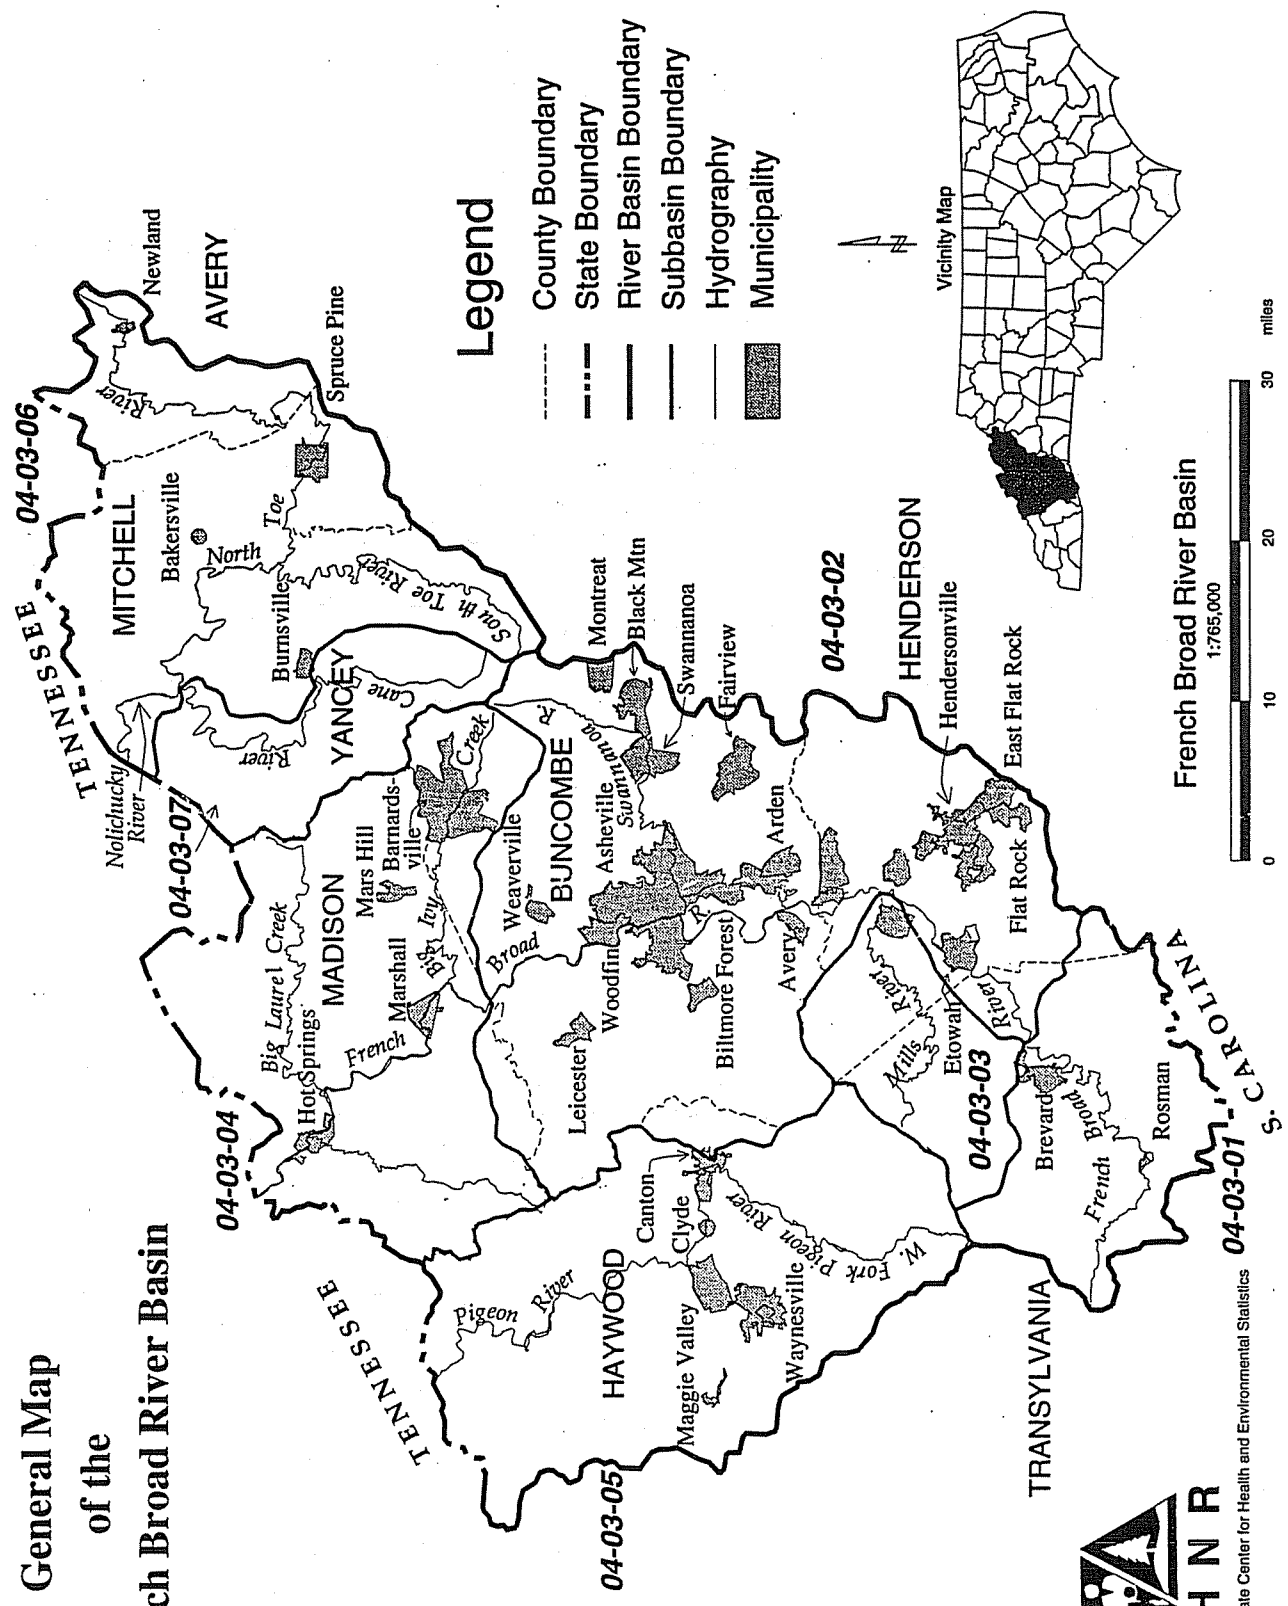 General Map
of the
ch Broad River Basin
TENNESSEE
TENNESSEE
S. CAROLINA
04-03-06
04-03-07
04-03-04
04-03-05
04-03-02
04-03-03
04-03-01
MITCHELL
AVERY
YANCEY
MADISON
BUNCOMBE
HAYWOOD
HENDERSON
TRANSYLVANIA
Newland
Spruce Pine
Bakersville
Burnsville
River
North
Toe
South Toe River
Cane
River
Nolichucky
River
Mars Hill
Barnards-
ville
Creek
Big Ivy
Big Laurel Creek
Hot Springs
Marshall
French
Broad
Weaverville
Asheville
Swannanoa
R.
Montreat
Black Mtn
Swannanoa
Fairview
Woodfin
Leicester
Biltmore Forest
R.
Avery
Arden
Hendersonville
East Flat Rock
Flat Rock
Mills
River
Etowah
River
Brevard
Broad
French
Rosman
Canton
Clyde
Pigeon
River
W.
Fork Pigeon River
Maggie Valley
Waynesville
Legend
County Boundary
State Boundary
River Basin Boundary
Subbasin Boundary
Hydrography
Municipality
N
Vicinity Map
French Broad River Basin
1:765,000
0 10 20 30 miles
H N R
ate Center for Health and Environmental Statistics